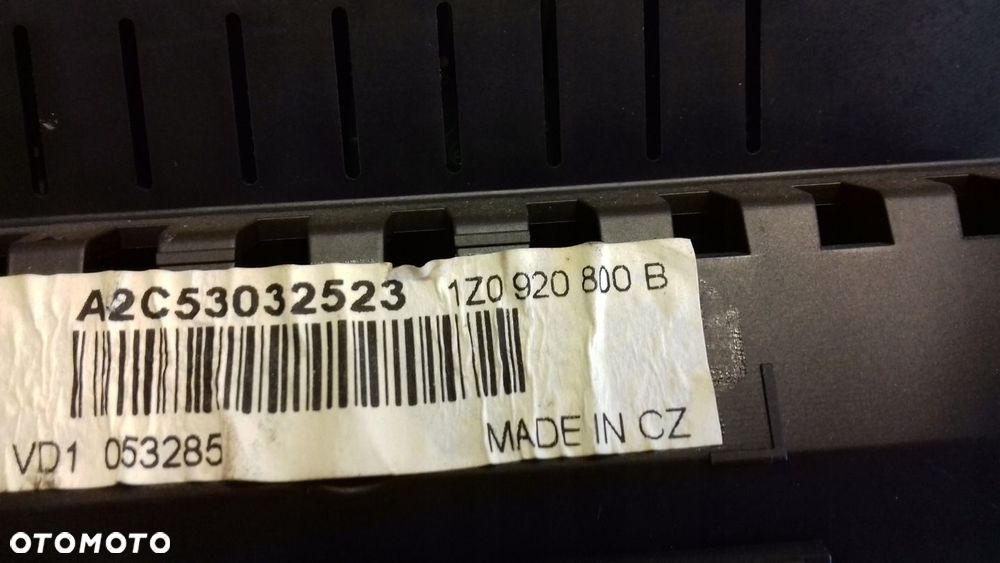 A2C53032523 1Z0 920 800 B
VD1 053285 MADE IN CZ
OTOMOTO